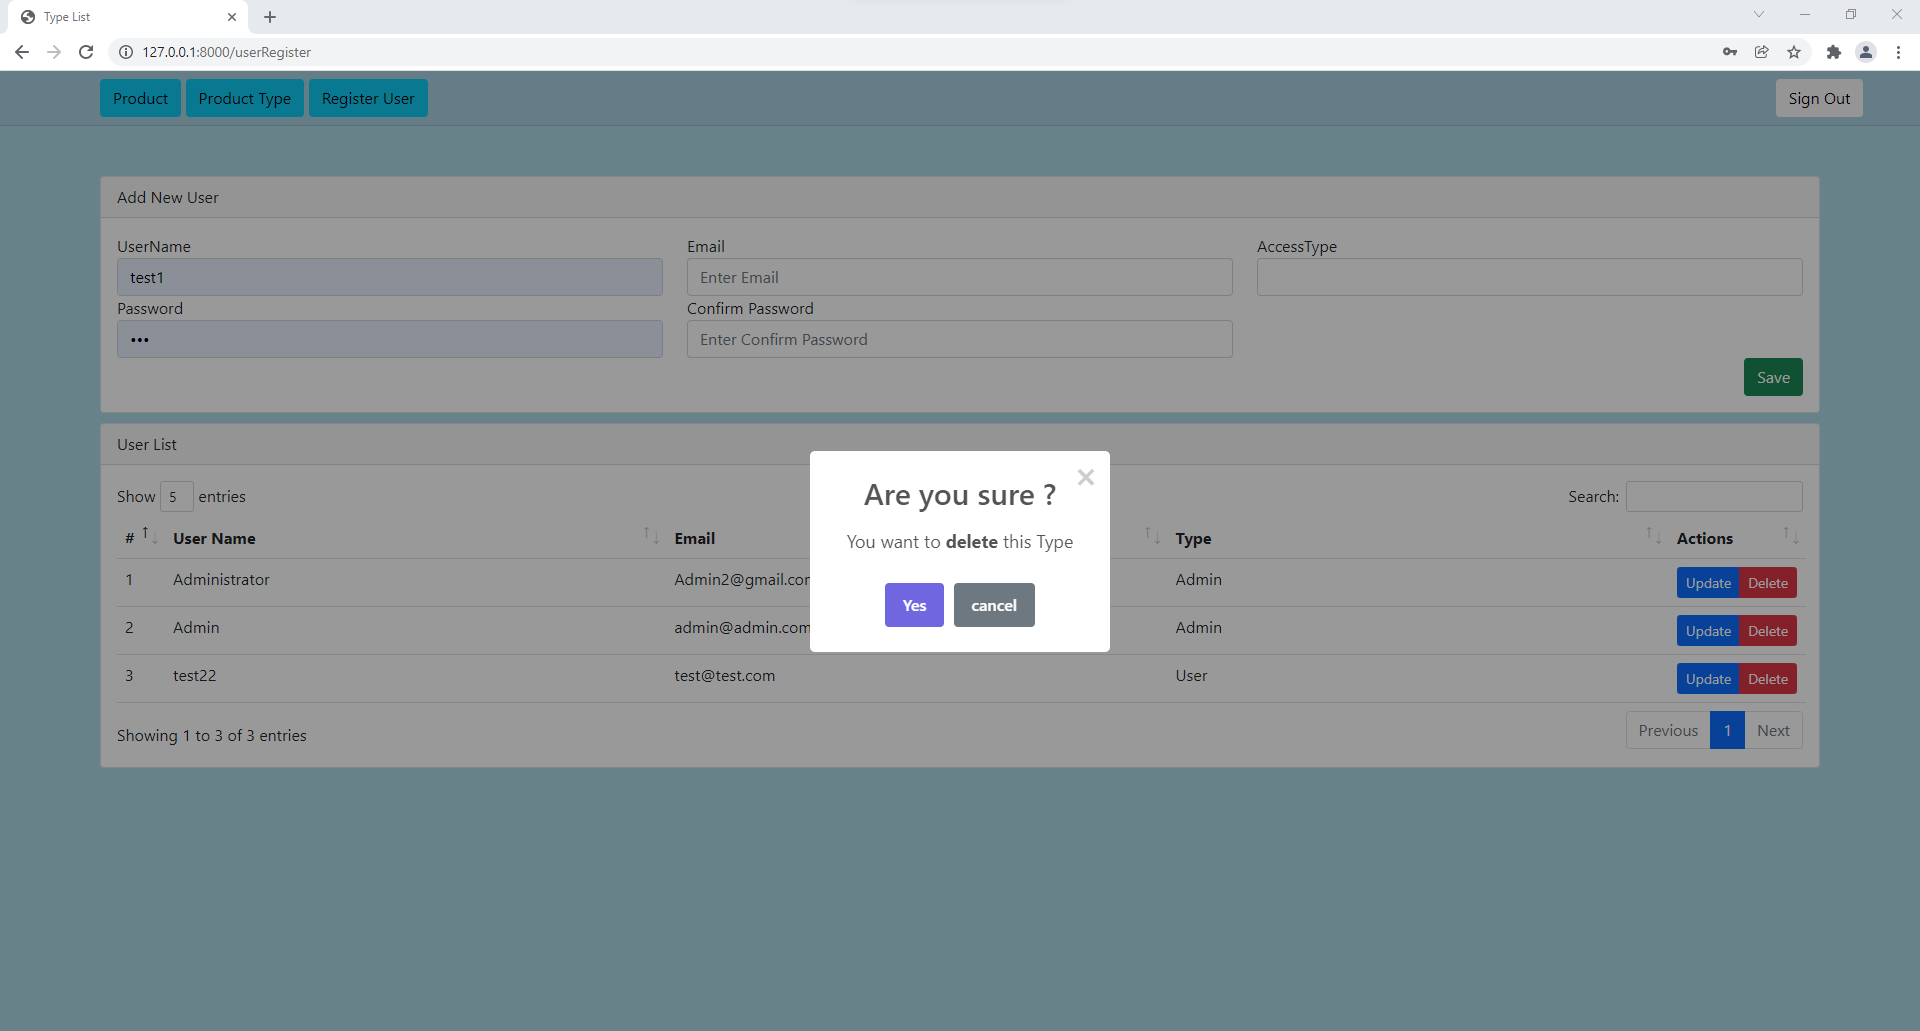 Type List
127.0.0.1:8000/userRegister
Product Product Type Register User Sign Out
Add New User
UserName Email AccessType
test1 Enter Email
Password Confirm Password
••• Enter Confirm Password
Save
User List
Show 5 entries Search:
Are you sure ?
You want to delete this Type
Yes cancel
# User Name Email Type Actions
1 Administrator Admin2@gmail.com Admin Update Delete
2 Admin admin@admin.com Admin Update Delete
3 test22 test@test.com User Update Delete
Showing 1 to 3 of 3 entries Previous 1 Next